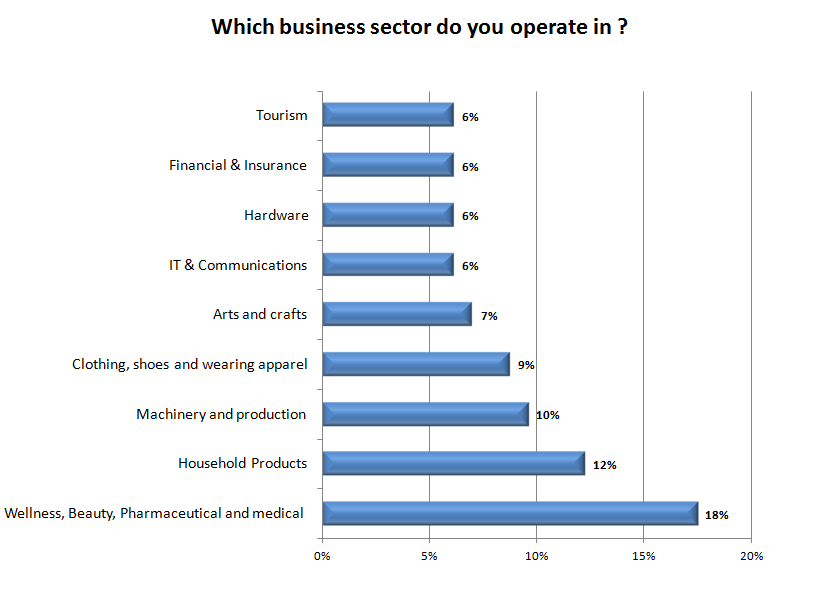 Which business sector do you operate in ?
Tourism 6%
Financial & Insurance 6%
Hardware 6%
IT & Communications 6%
Arts and crafts 7%
Clothing, shoes and wearing apparel 9%
Machinery and production 10%
Household Products 12%
Wellness, Beauty, Pharmaceutical and medical 18%
0% 5% 10% 15% 20%